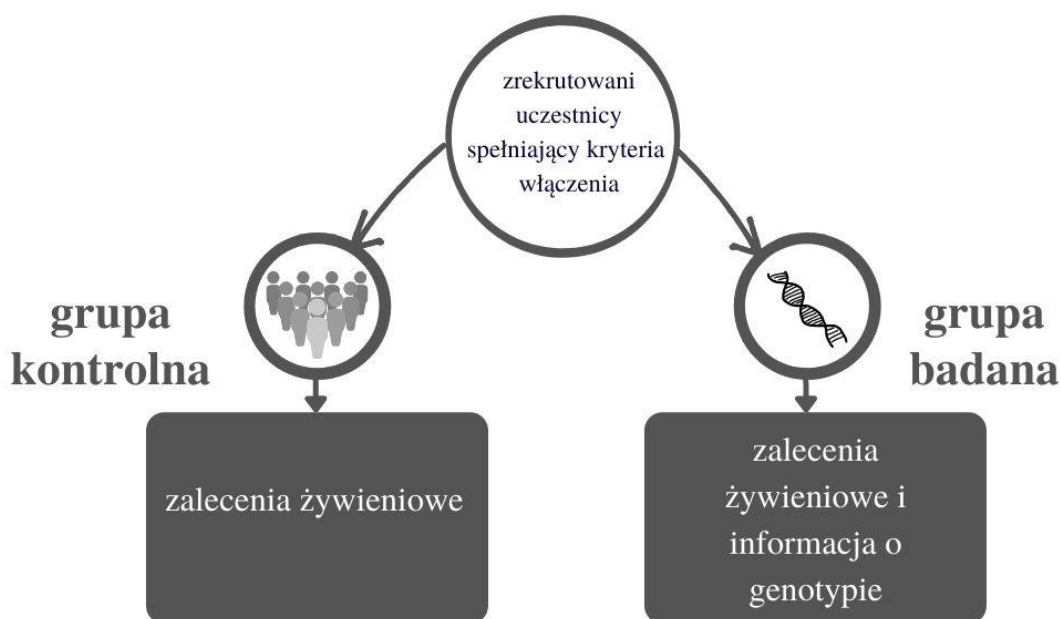 zrekrutowani
uczestnicy
spełniający kryteria
włączenia
grupa
kontrolna
grupa
badana
zalecenia żywieniowe
zalecenia
żywieniowe i
informacja o
genotypie